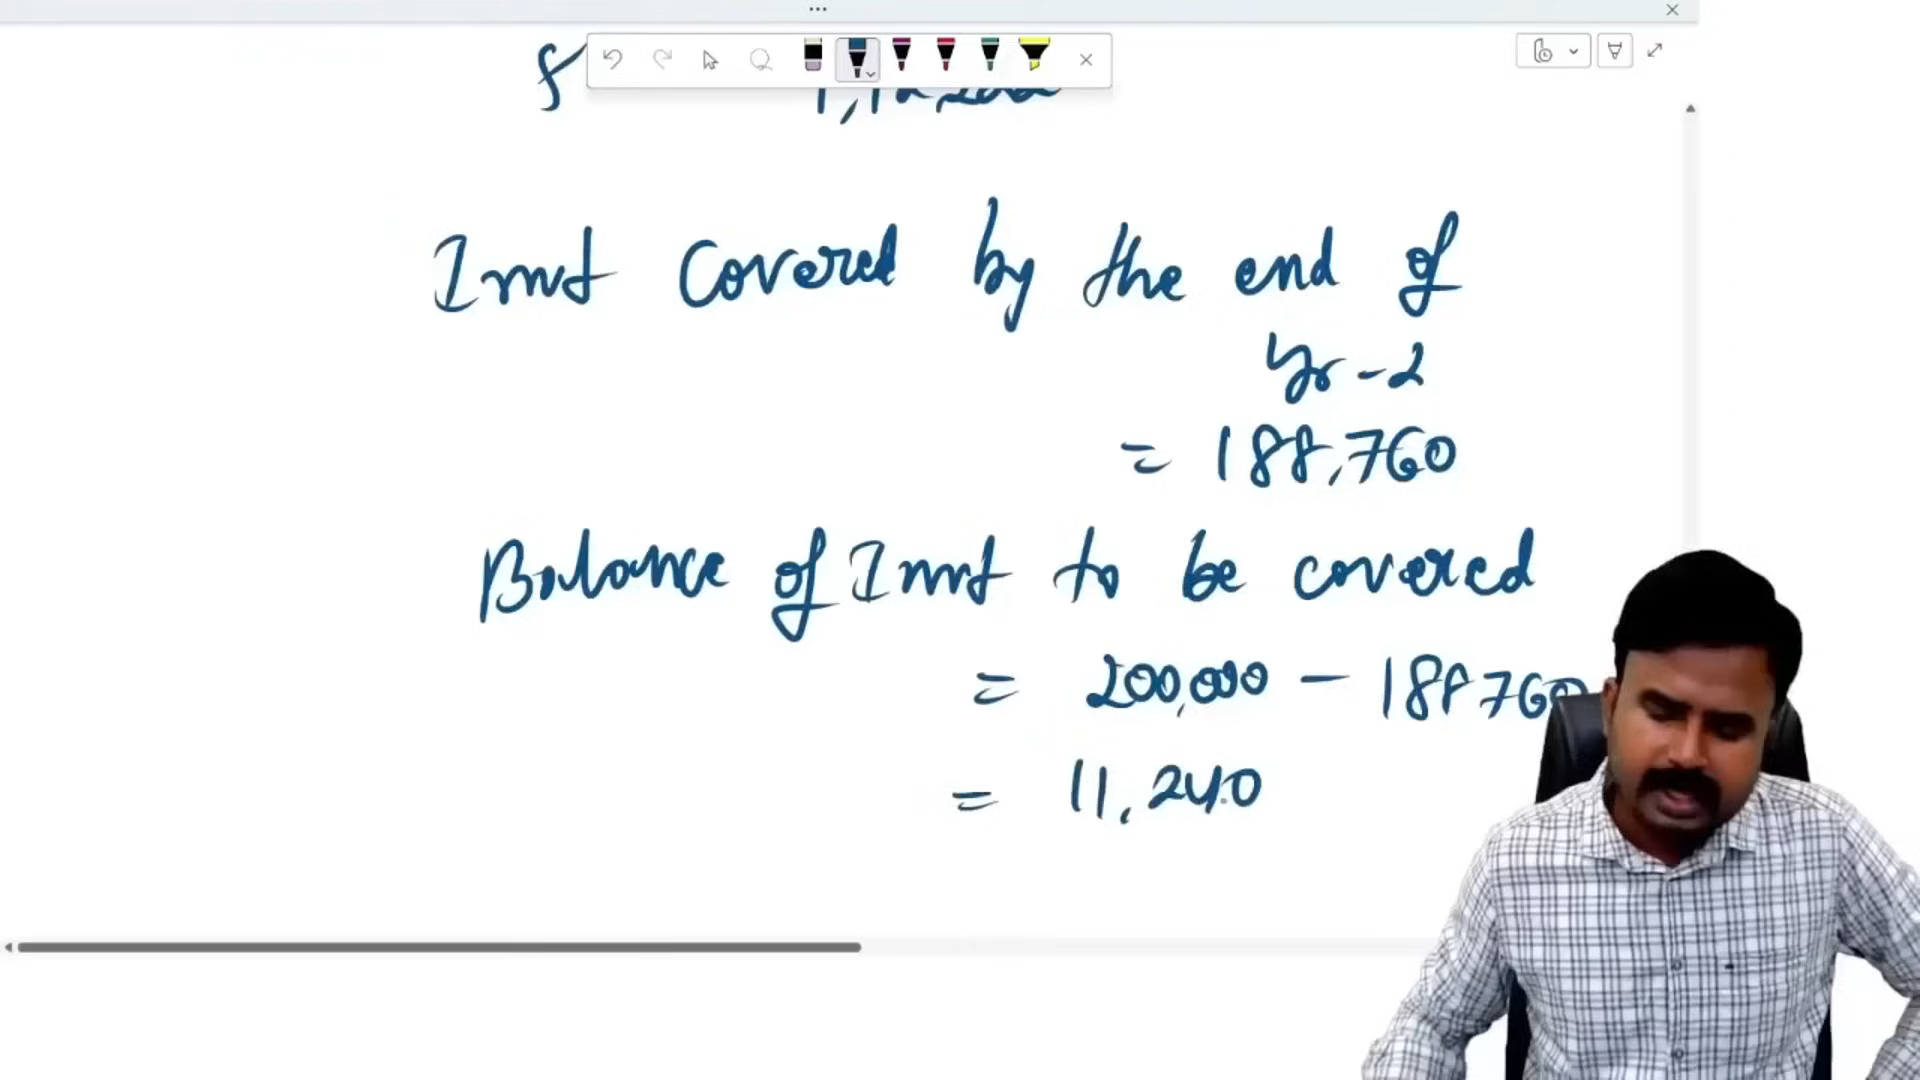 8
Invt Covered by the end of
Yr - 2
= 188,760
Balance of Invt to be covered
= 200,000 - 188760
= 11,240